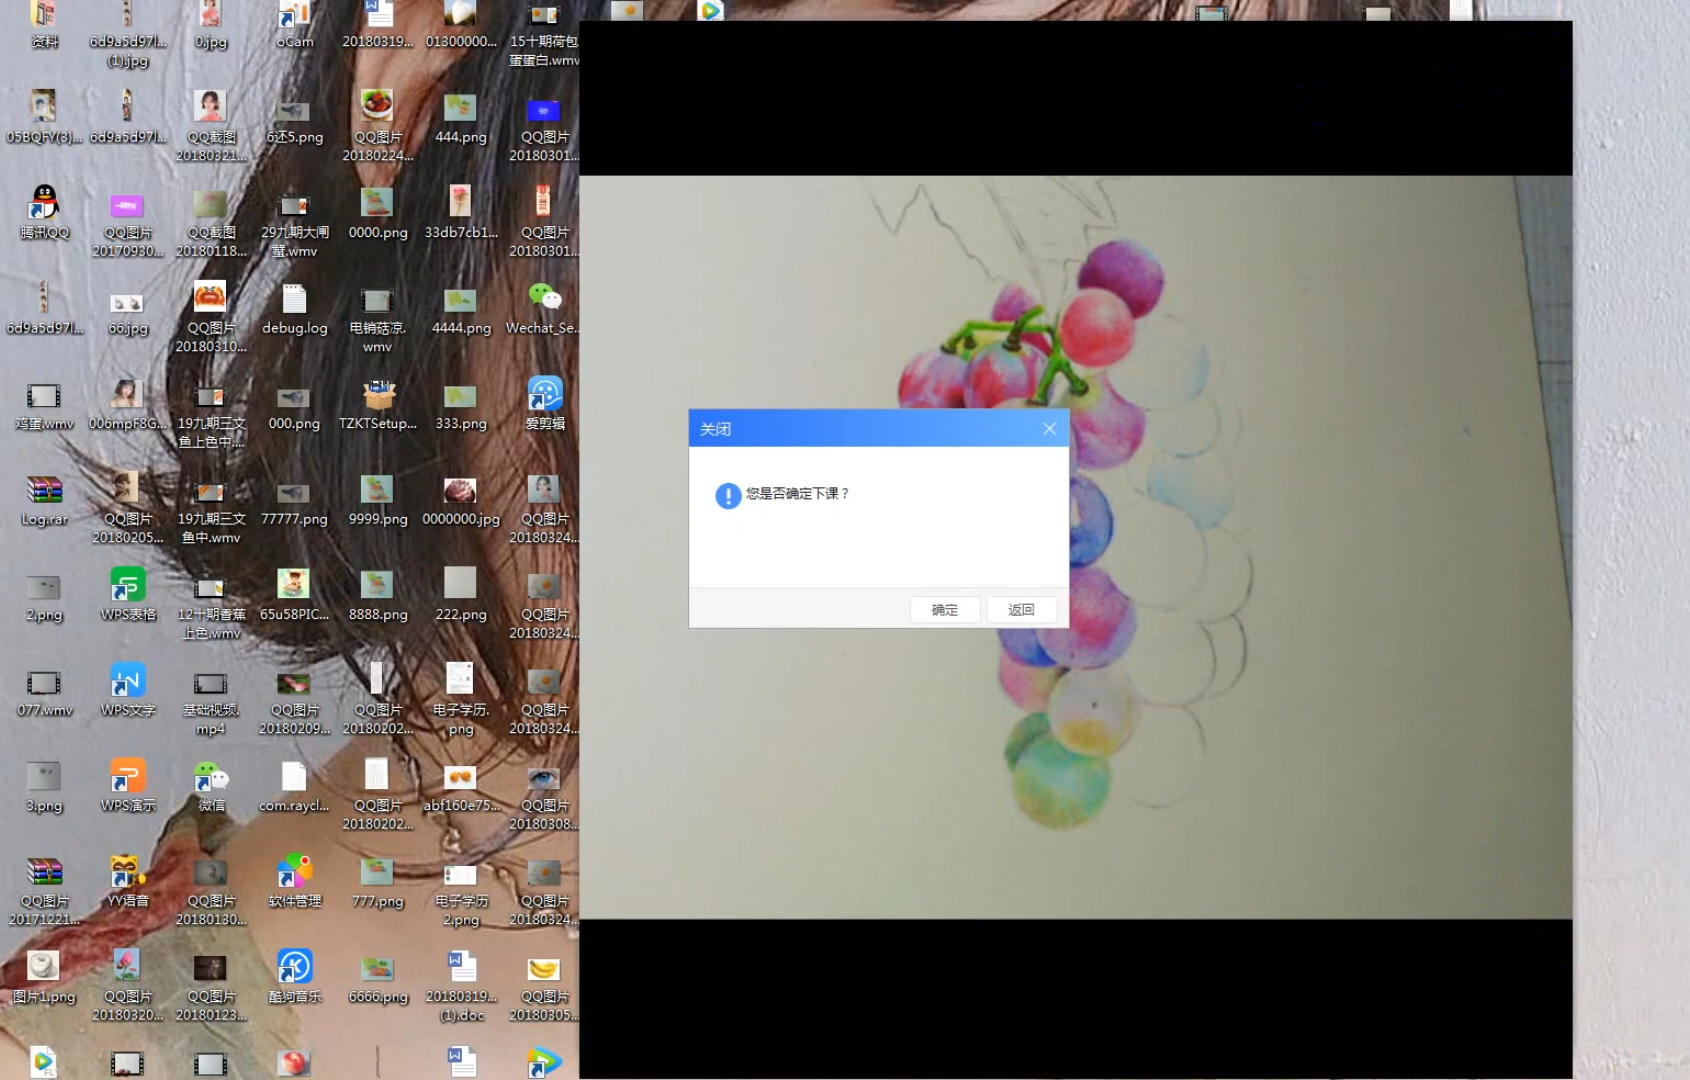 资料
6d9a5d97l...
(1).jpg
0.jpg
oCam
20180319...
01300000...
15十期荷包
蛋蛋白.wmv
05BQFY(3)...
6d9a5d97l...
QQ截图
20180321...
6还5.png
QQ图片
20180224...
444.png
QQ图片
20180301...
腾讯QQ
QQ图片
20170930...
QQ截图
20180118...
29九期大闸
蟹.wmv
0000.png
33db7cb1...
QQ图片
20180301...
6d9a5d97l...
66.jpg
QQ图片
20180310...
debug.log
电销菇凉.
wmv
4444.png
Wechat_Se...
鸡蛋.wmv
006mpF8G...
19九期三文
鱼上色中....
000.png
TZKTSetup...
333.png
爱剪辑
关闭
您是否确定下课？
确定
返回
Log.rar
QQ图片
20180205...
19九期三文
鱼中.wmv
77777.png
9999.png
0000000.jpg
QQ图片
20180324...
2.png
WPS表格
12十期香蕉
上色.wmv
65u58PIC...
8888.png
222.png
QQ图片
20180324...
077.wmv
WPS文字
基础视频.
mp4
QQ图片
20180209...
QQ图片
20180202...
电子学历.
png
QQ图片
20180324...
3.png
WPS演示
微信
com.raycl...
QQ图片
20180202...
abf160e75...
QQ图片
20180308...
QQ图片
20171221...
YY语音
QQ图片
20180130...
软件管理
777.png
电子学历
2.png
QQ图片
20180324...
图片1.png
QQ图片
20180320...
QQ图片
20180123...
酷狗音乐
6666.png
20180319...
(1).doc
QQ图片
20180305...